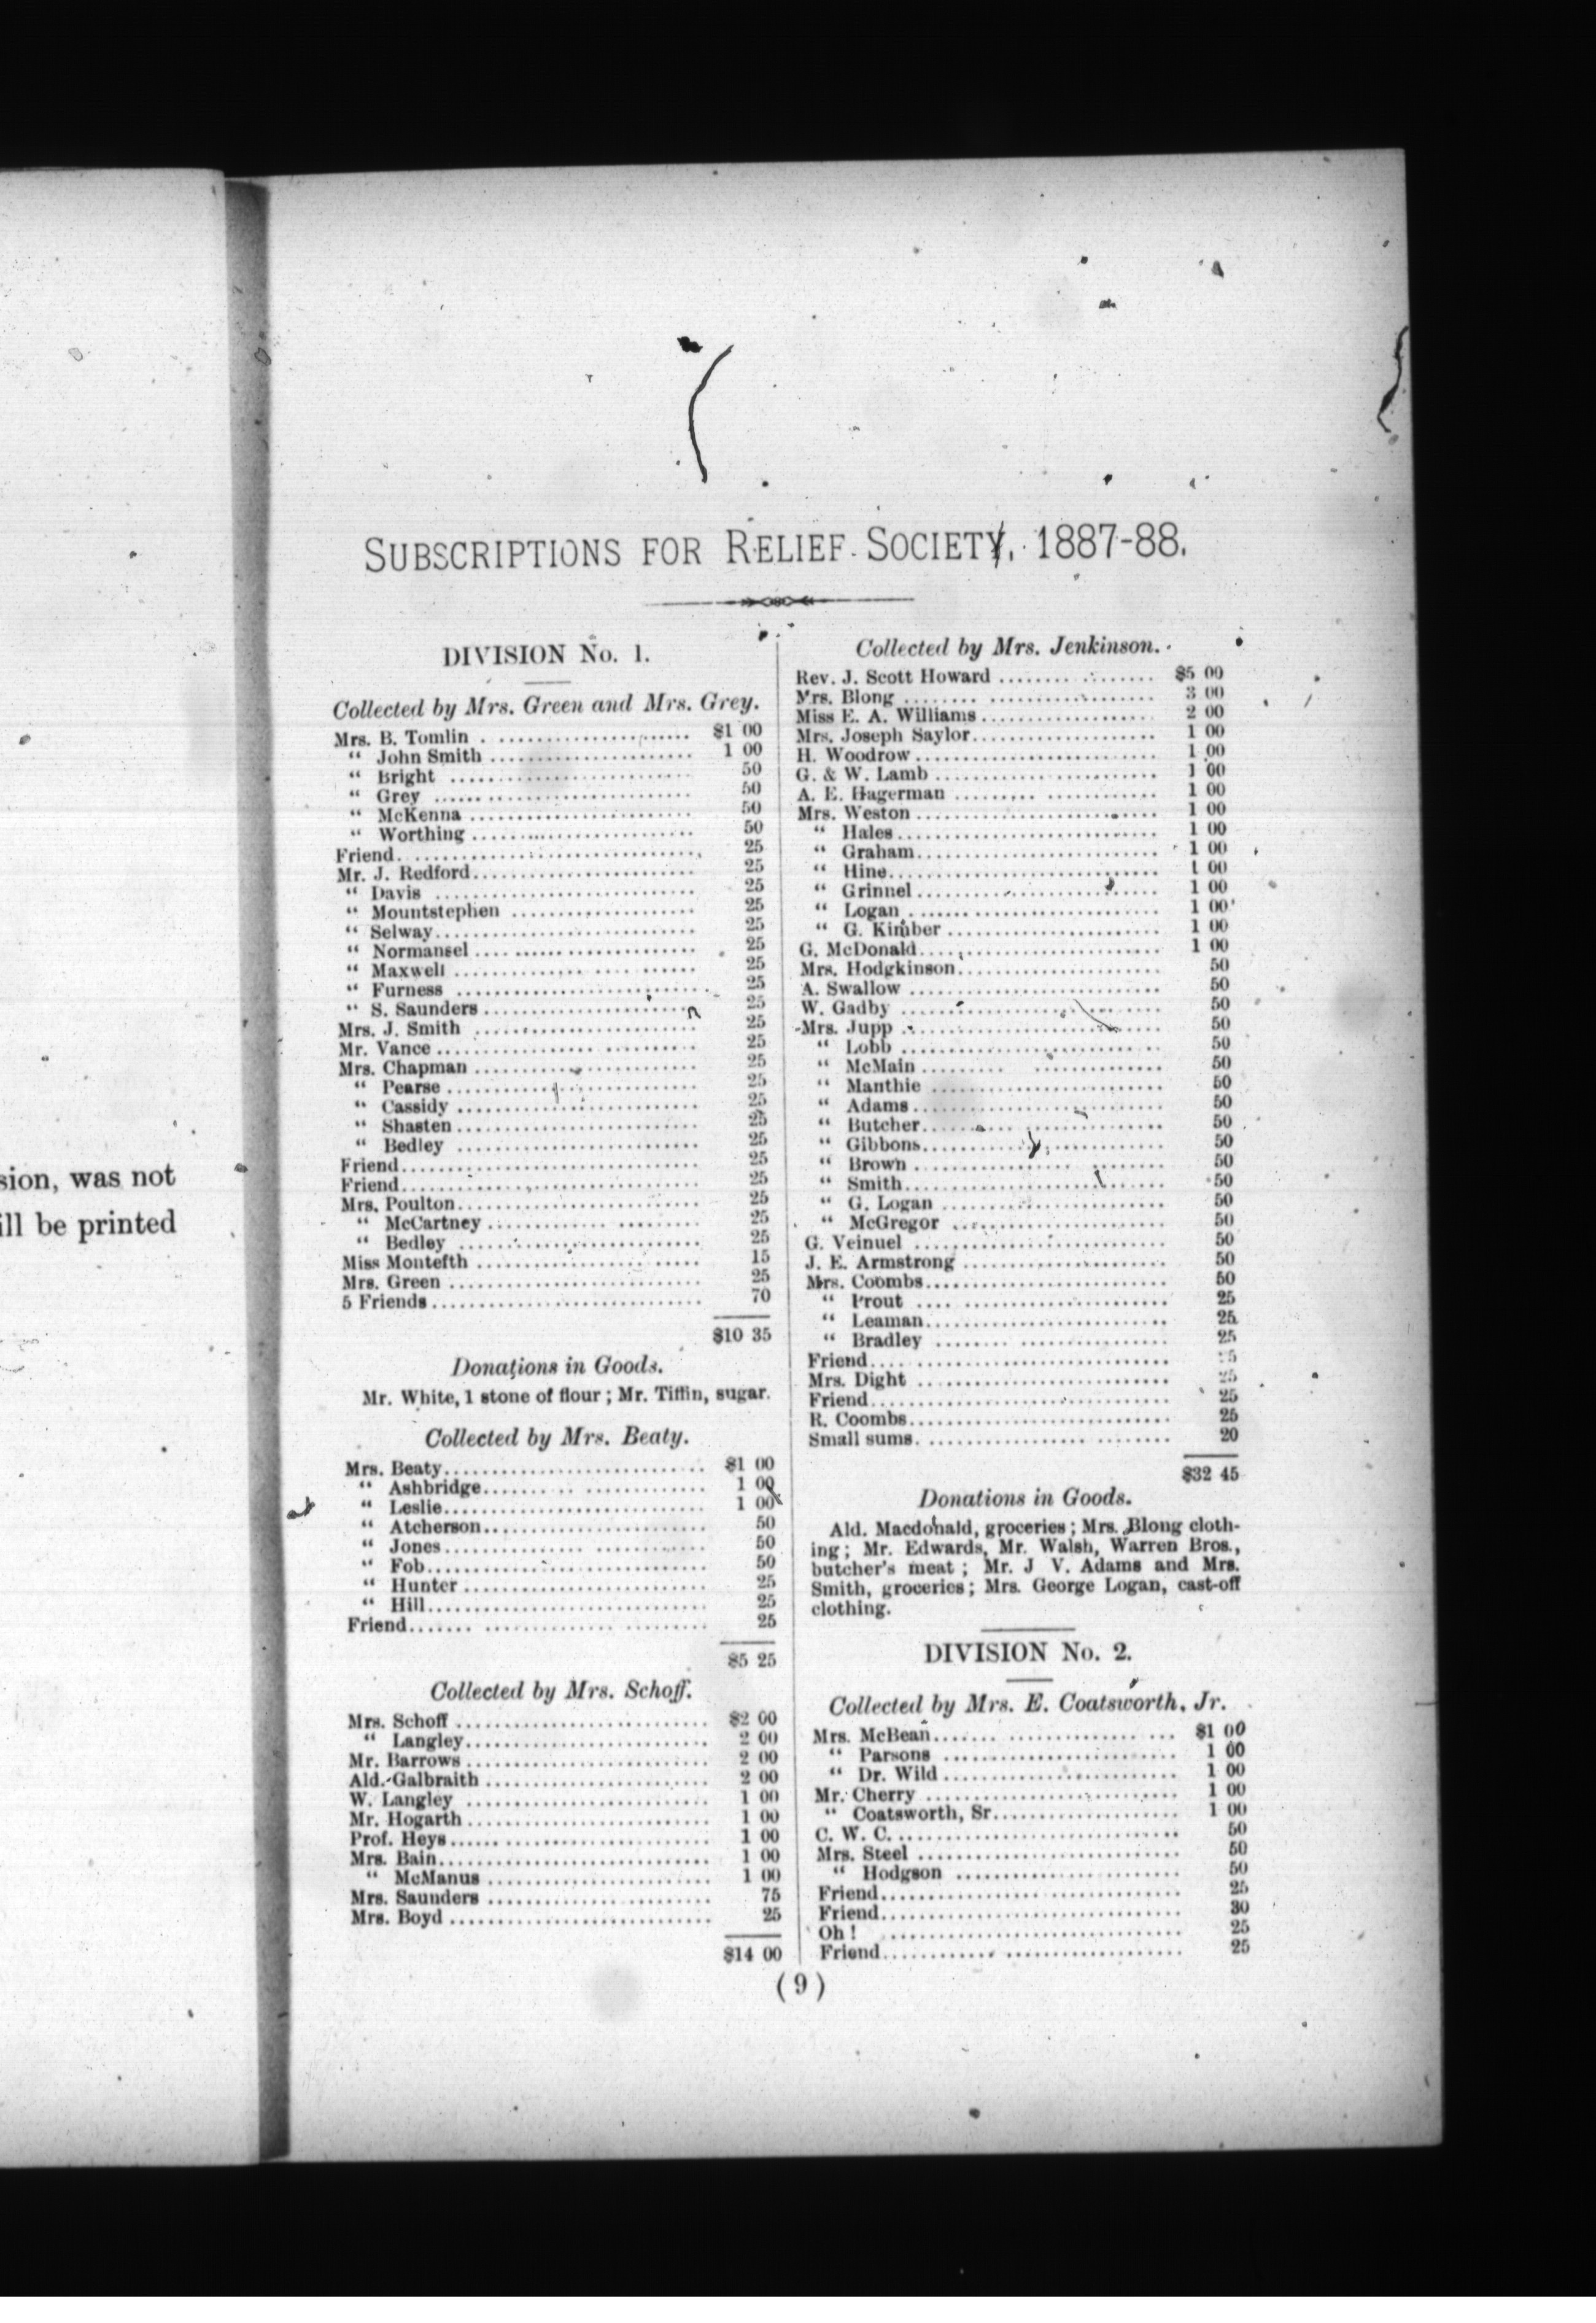 sion, was not
ill be printed
SUBSCRIPTIONS FOR RELIEF SOCIETY, 1887-88.
DIVISION No. 1.
Collected by Mrs. Green and Mrs. Grey.
Mrs. B. Tomlin . ...................... $1 00
“ John Smith ...................... 1 00
“ Bright ...................... 50
“ Grey ...................... 50
“ McKenna ...................... 50
“ Worthing ...................... 50
Friend. ...................... 25
Mr. J. Redford...................... 25
“ Davis ...................... 25
“ Mountstephen ...................... 25
“ Selway...................... 25
“ Normansel ...................... 25
“ Maxwell ...................... 25
“ Furness ...................... 25
“ S. Saunders ...................... 25
Mrs. J. Smith ...................... 25
Mr. Vance ...................... 25
Mrs. Chapman ...................... 25
“ Pearse ...................... 25
“ Cassidy ...................... 25
“ Shasten ...................... 25
“ Bedley ...................... 25
Friend...................... 25
Friend...................... 25
Mrs. Poulton...................... 25
“ McCartney ...................... 25
“ Bedley ...................... 25
Miss Montefth ...................... 15
Mrs. Green ...................... 25
5 Friends...................... 70
$10 35
Donations in Goods.
Mr. White, 1 stone of flour ; Mr. Tiffin, sugar.
Collected by Mrs. Beaty.
Mrs. Beaty...................... $1 00
“ Ashbridge...................... 1 00
“ Leslie...................... 1 00
“ Atcherson...................... 50
“ Jones...................... 50
“ Fob...................... 50
“ Hunter ...................... 25
“ Hill...................... 25
Friend...................... 25
$5 25
Collected by Mrs. Schoff.
Mrs. Schoff ...................... $2 00
“ Langley...................... 2 00
Mr. Barrows ...................... 2 00
Ald. Galbraith ...................... 2 00
W. Langley ...................... 1 00
Mr. Hogarth ...................... 1 00
Prof. Heys...................... 1 00
Mrs. Bain...................... 1 00
“ McManus ...................... 1 00
Mrs. Saunders ...................... 75
Mrs. Boyd ...................... 25
$14 00
Collected by Mrs. Jenkinson.
Rev. J. Scott Howard ...................... $5 00
Mrs. Blong ...................... 3 00
Miss E. A. Williams ...................... 2 00
Mrs. Joseph Saylor...................... 1 00
H. Woodrow ...................... 1 00
G. & W. Lamb ...................... 1 00
A. E. Hagerman ...................... 1 00
Mrs. Weston ...................... 1 00
“ Hales...................... 1 00
“ Graham...................... 1 00
“ Hine...................... 1 00
“ Grinnel ...................... 1 00
“ Logan ...................... 1 00
“ G. Kimber ...................... 1 00
G. McDonald...................... 1 00
Mrs. Hodgkinson...................... 50
A. Swallow ...................... 50
W. Gadby ...................... 50
Mrs. Jupp ...................... 50
“ Lobb ...................... 50
“ McMain ...................... 50
“ Manthie ...................... 50
“ Adams...................... 50
“ Butcher...................... 50
“ Gibbons...................... 50
“ Brown ...................... 50
“ Smith...................... 50
“ G. Logan ...................... 50
“ McGregor ...................... 50
G. Veinuel ...................... 50
J. E. Armstrong ...................... 50
Mrs. Coombs...................... 50
“ Prout ...................... 25
“ Leaman...................... 25
“ Bradley ...................... 25
Friend...................... 25
Mrs. Dight ...................... 25
Friend...................... 25
R. Coombs...................... 25
Small sums. ...................... 20
$32 45
Donations in Goods.
Ald. Macdonald, groceries ; Mrs. Blong cloth-
ing ; Mr. Edwards, Mr. Walsh, Warren Bros.,
butcher's meat ; Mr. J V. Adams and Mrs.
Smith, groceries ; Mrs. George Logan, cast-off
clothing.
DIVISION No. 2.
Collected by Mrs. E. Coatsworth, Jr.
Mrs. McBean...................... $1 00
“ Parsons ...................... 1 00
“ Dr. Wild ...................... 1 00
Mr. Cherry ...................... 1 00
“ Coatsworth, Sr...................... 1 00
C. W. C. ...................... 50
Mrs. Steel ...................... 50
“ Hodgson ...................... 50
Friend...................... 25
Friend...................... 30
Oh ! ...................... 25
Friend...................... 25
( 9 )